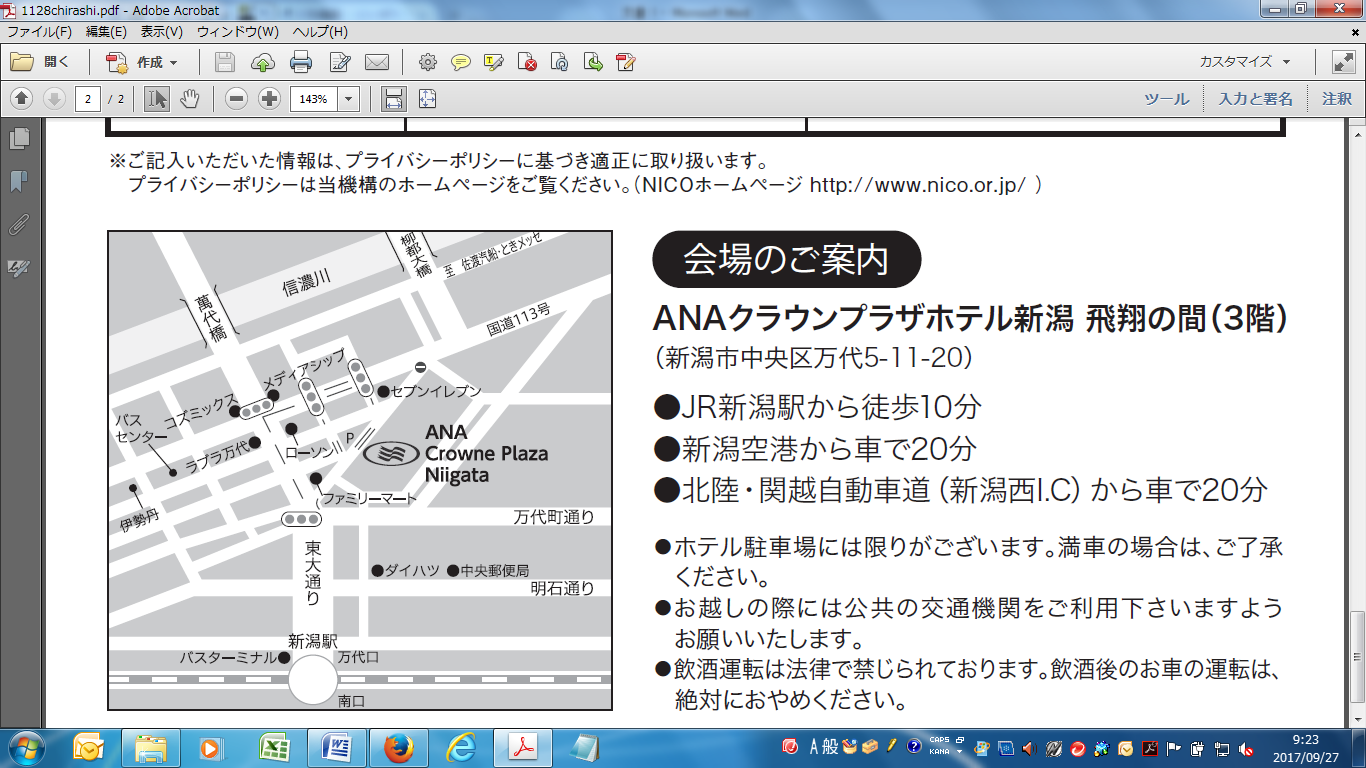 1128chirashi.pdf - Adobe Acrobat
ファイル(F) 編集(E) 表示(V) ウィンドウ(W) ヘルプ(H)
開く 作成 カスタマイズ
2 / 2 143% ツール 入力と署名 注釈
※ご記入いただいた情報は、プライバシーポリシーに基づき適正に取り扱います。
プライバシーポリシーは当機構のホームページをご覧ください。（NICOホームページ http://www.nico.or.jp/ ）
柳都大橋
至 佐渡汽船・ときメッセ
信濃川
萬代橋
国道113号
メディアシップ
セブンイレブン
コズミックス
バスセンター
ラブラ万代
ローソン
P
ANA
Crowne Plaza
Niigata
ファミリーマート
伊勢丹
万代町通り
東大通り
ダイハツ
中央郵便局
明石通り
新潟駅
バスターミナル
万代口
南口
会場のご案内
ANAクラウンプラザホテル新潟 飛翔の間（3階）
（新潟市中央区万代5-11-20）
●JR新潟駅から徒歩10分
●新潟空港から車で20分
●北陸・関越自動車道（新潟西I.C）から車で20分
●ホテル駐車場には限りがございます。満車の場合は、ご了承
ください。
●お越しの際には公共の交通機関をご利用下さいますよう
お願いいたします。
●飲酒運転は法律で禁じられております。飲酒後のお車の運転は、
絶対におやめください。
A 般 CAPS KANA
9:23
2017/09/27